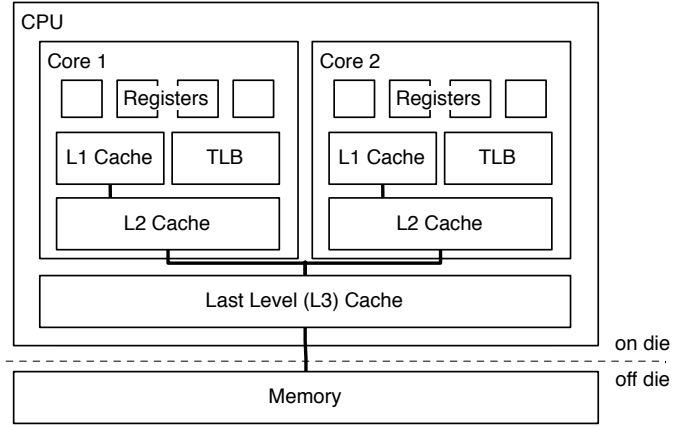 CPU
Core 1
Core 2
Registers
Registers
L1 Cache
TLB
L1 Cache
TLB
L2 Cache
L2 Cache
Last Level (L3) Cache
on die
off die
Memory